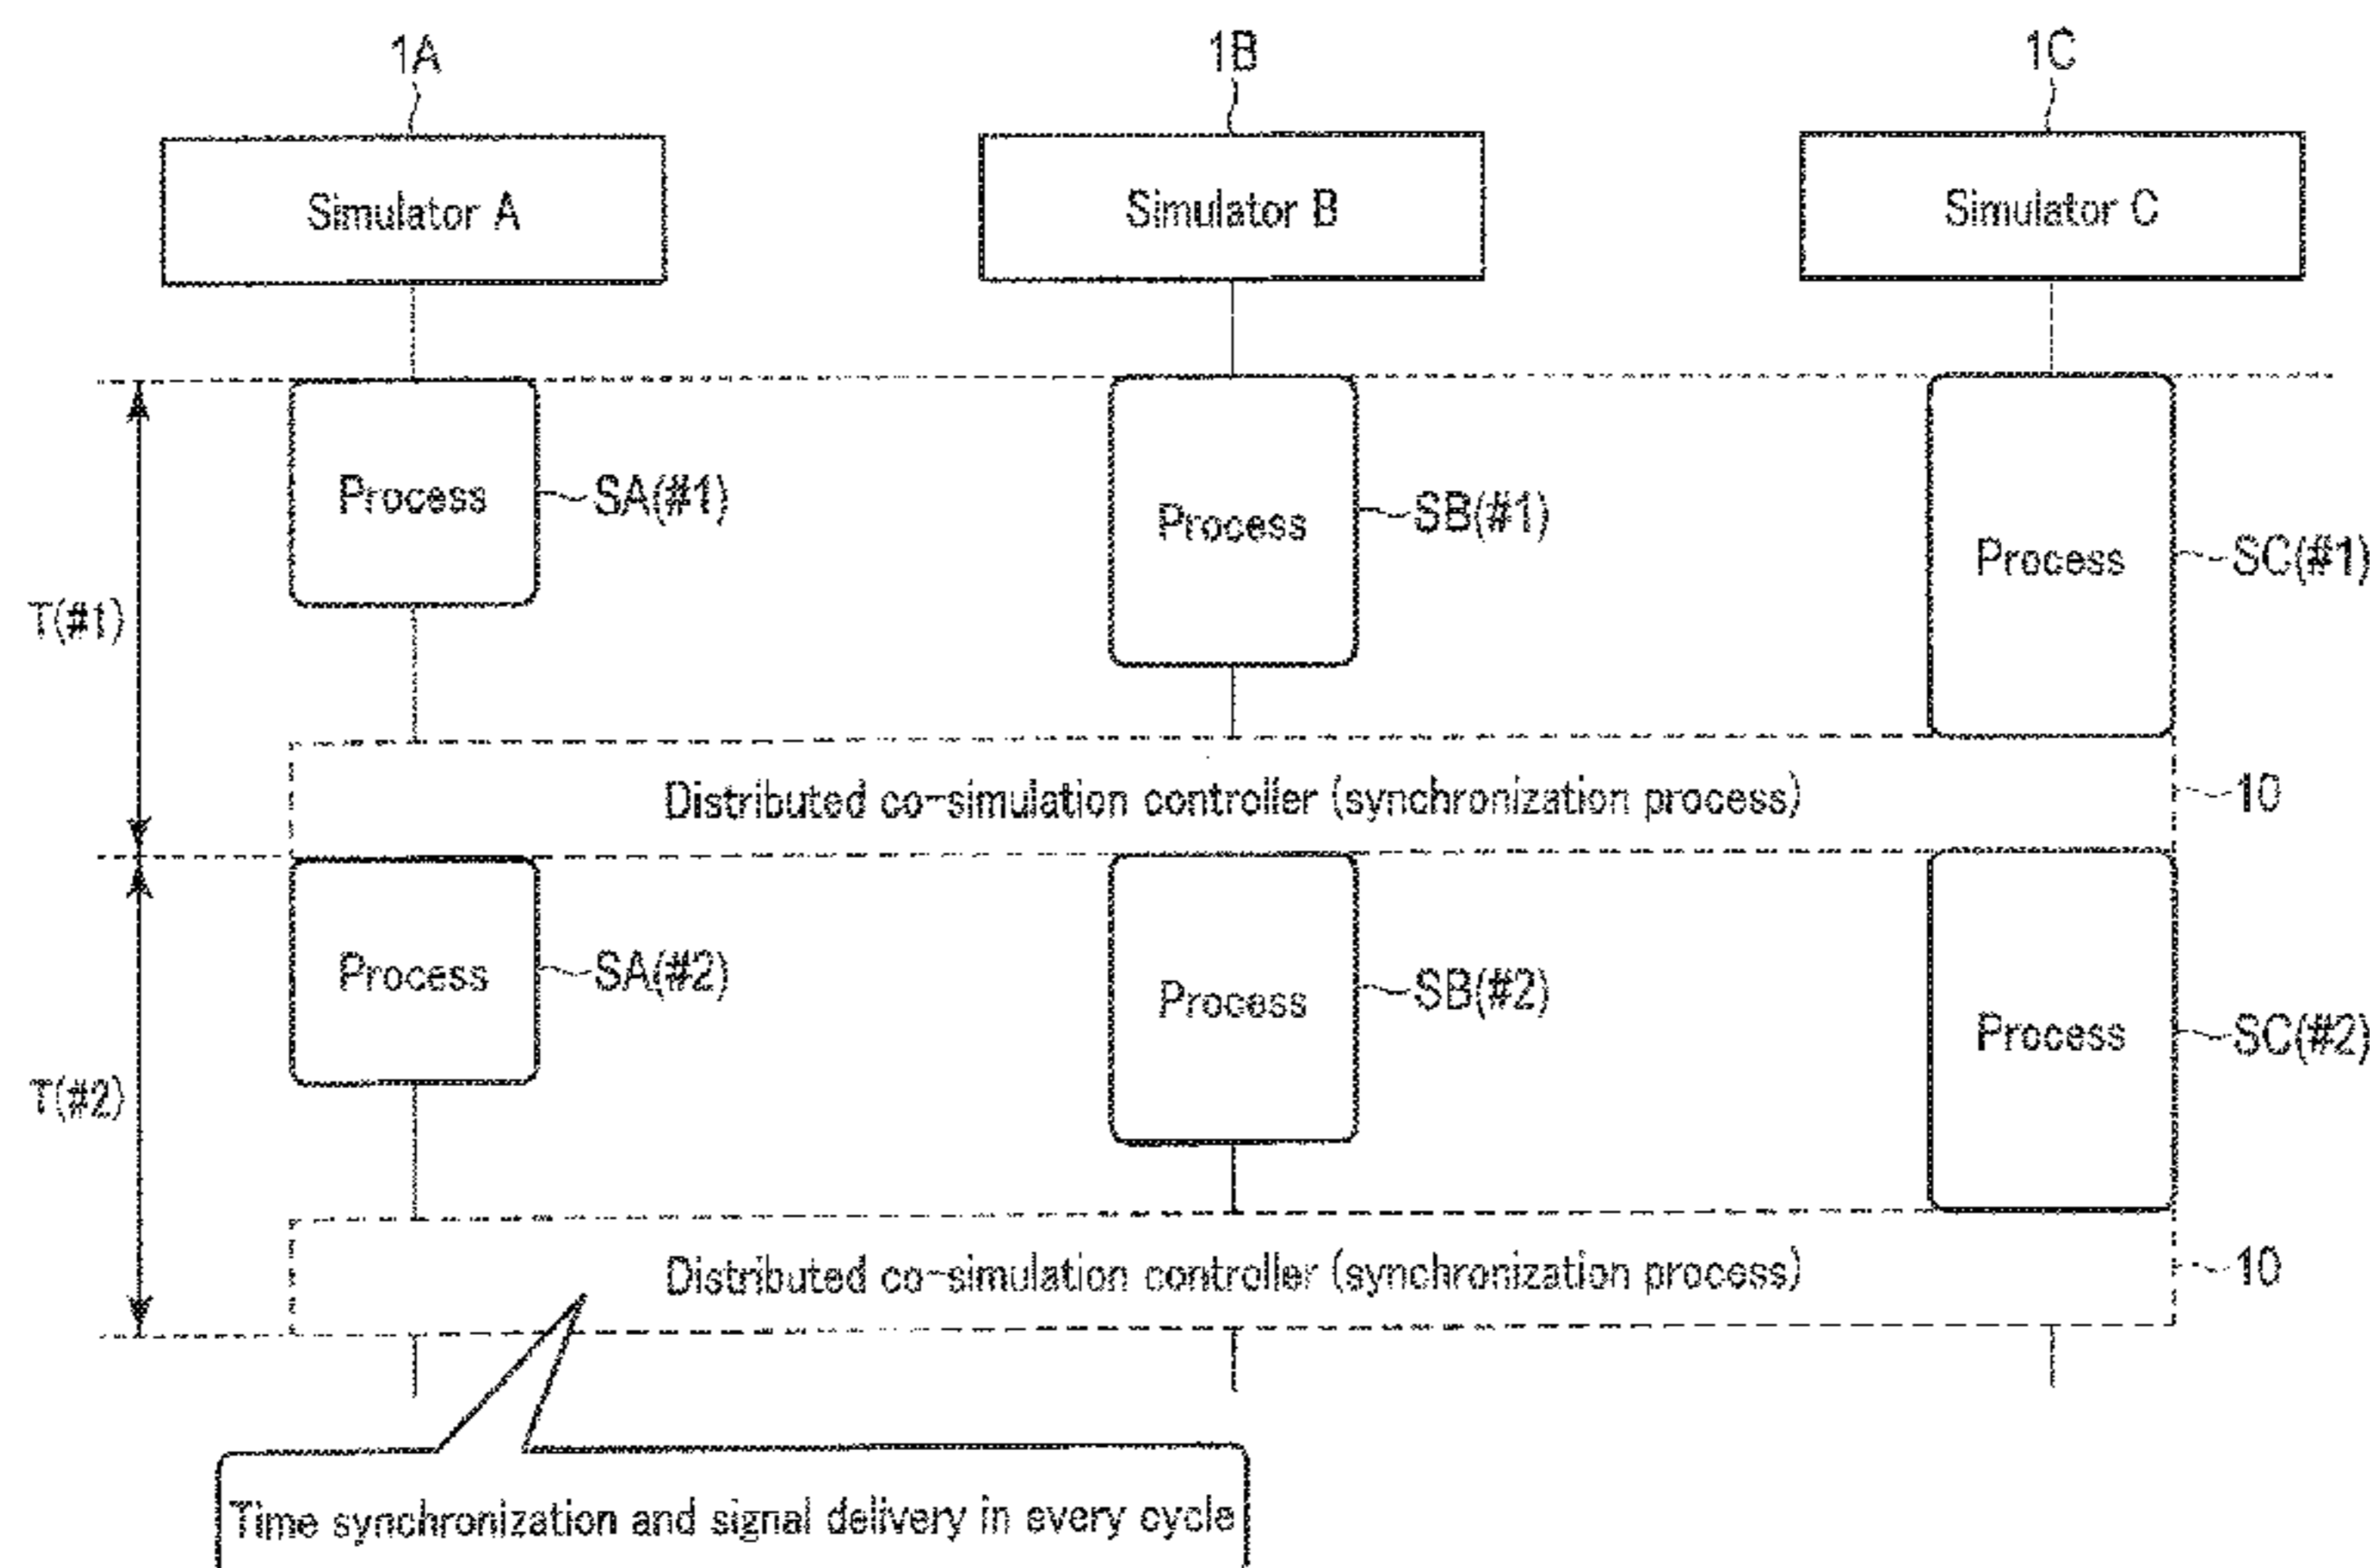 1A
1B
1C
Simulator A
Simulator B
Simulator C
Process
SA(#1)
Process
SB(#1)
Process
SC(#1)
T(#1)
Distributed co-simulation controller (synchronization process)
10
Process
SA(#2)
Process
SB(#2)
Process
SC(#2)
T(#2)
Distributed co-simulation controller (synchronization process)
10
Time synchronization and signal delivery in every cycle